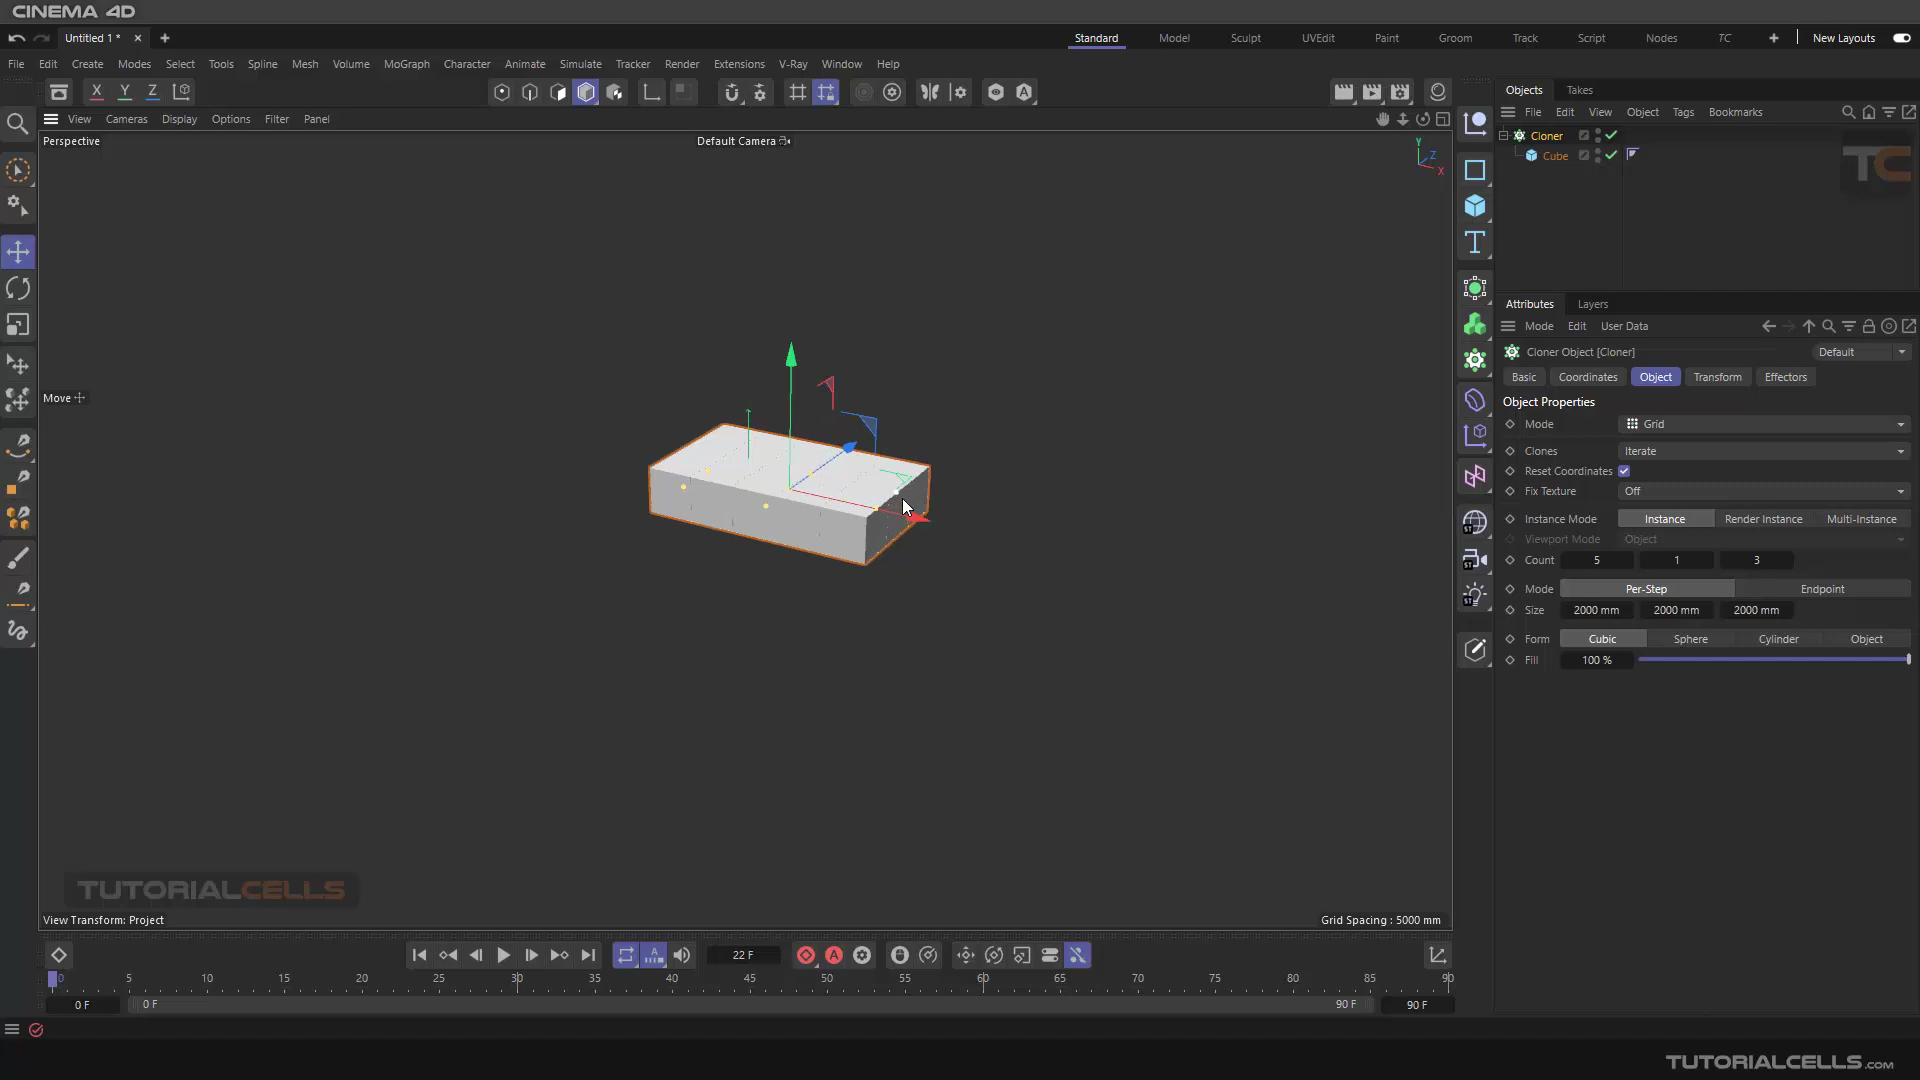 CINEMA 4D
Untitled 1 *
Standard Model Sculpt UVEdit Paint Groom Track Script Nodes TC New Layouts
File Edit Create Modes Select Tools Spline Mesh Volume MoGraph Character Animate Simulate Tracker Render Extensions V-Ray Window Help
X Y Z
View Cameras Display Options Filter Panel
Perspective
Default Camera
Y
Z
X
Move
TUTORIALCELLS
View Transform: Project
Grid Spacing : 5000 mm
Objects Takes
File Edit View Object Tags Bookmarks
Cloner
Cube
TC
Attributes Layers
Mode Edit User Data
Cloner Object [Cloner] Default
Basic Coordinates Object Transform Effectors
Object Properties
Mode Grid
Clones Iterate
Reset Coordinates
Fix Texture Off
Instance Mode Instance Render Instance Multi-Instance
Viewport Mode Object
Count 5 1 3
Mode Per-Step Endpoint
Size 2000 mm 2000 mm 2000 mm
Form Cubic Sphere Cylinder Object
Fill 100 %
22 F
0 5 10 15 20 25 30 35 40 45 50 55 60 65 70 75 80 85 90
0 F 0 F 90 F 90 F
TUTORIALCELLS.COM